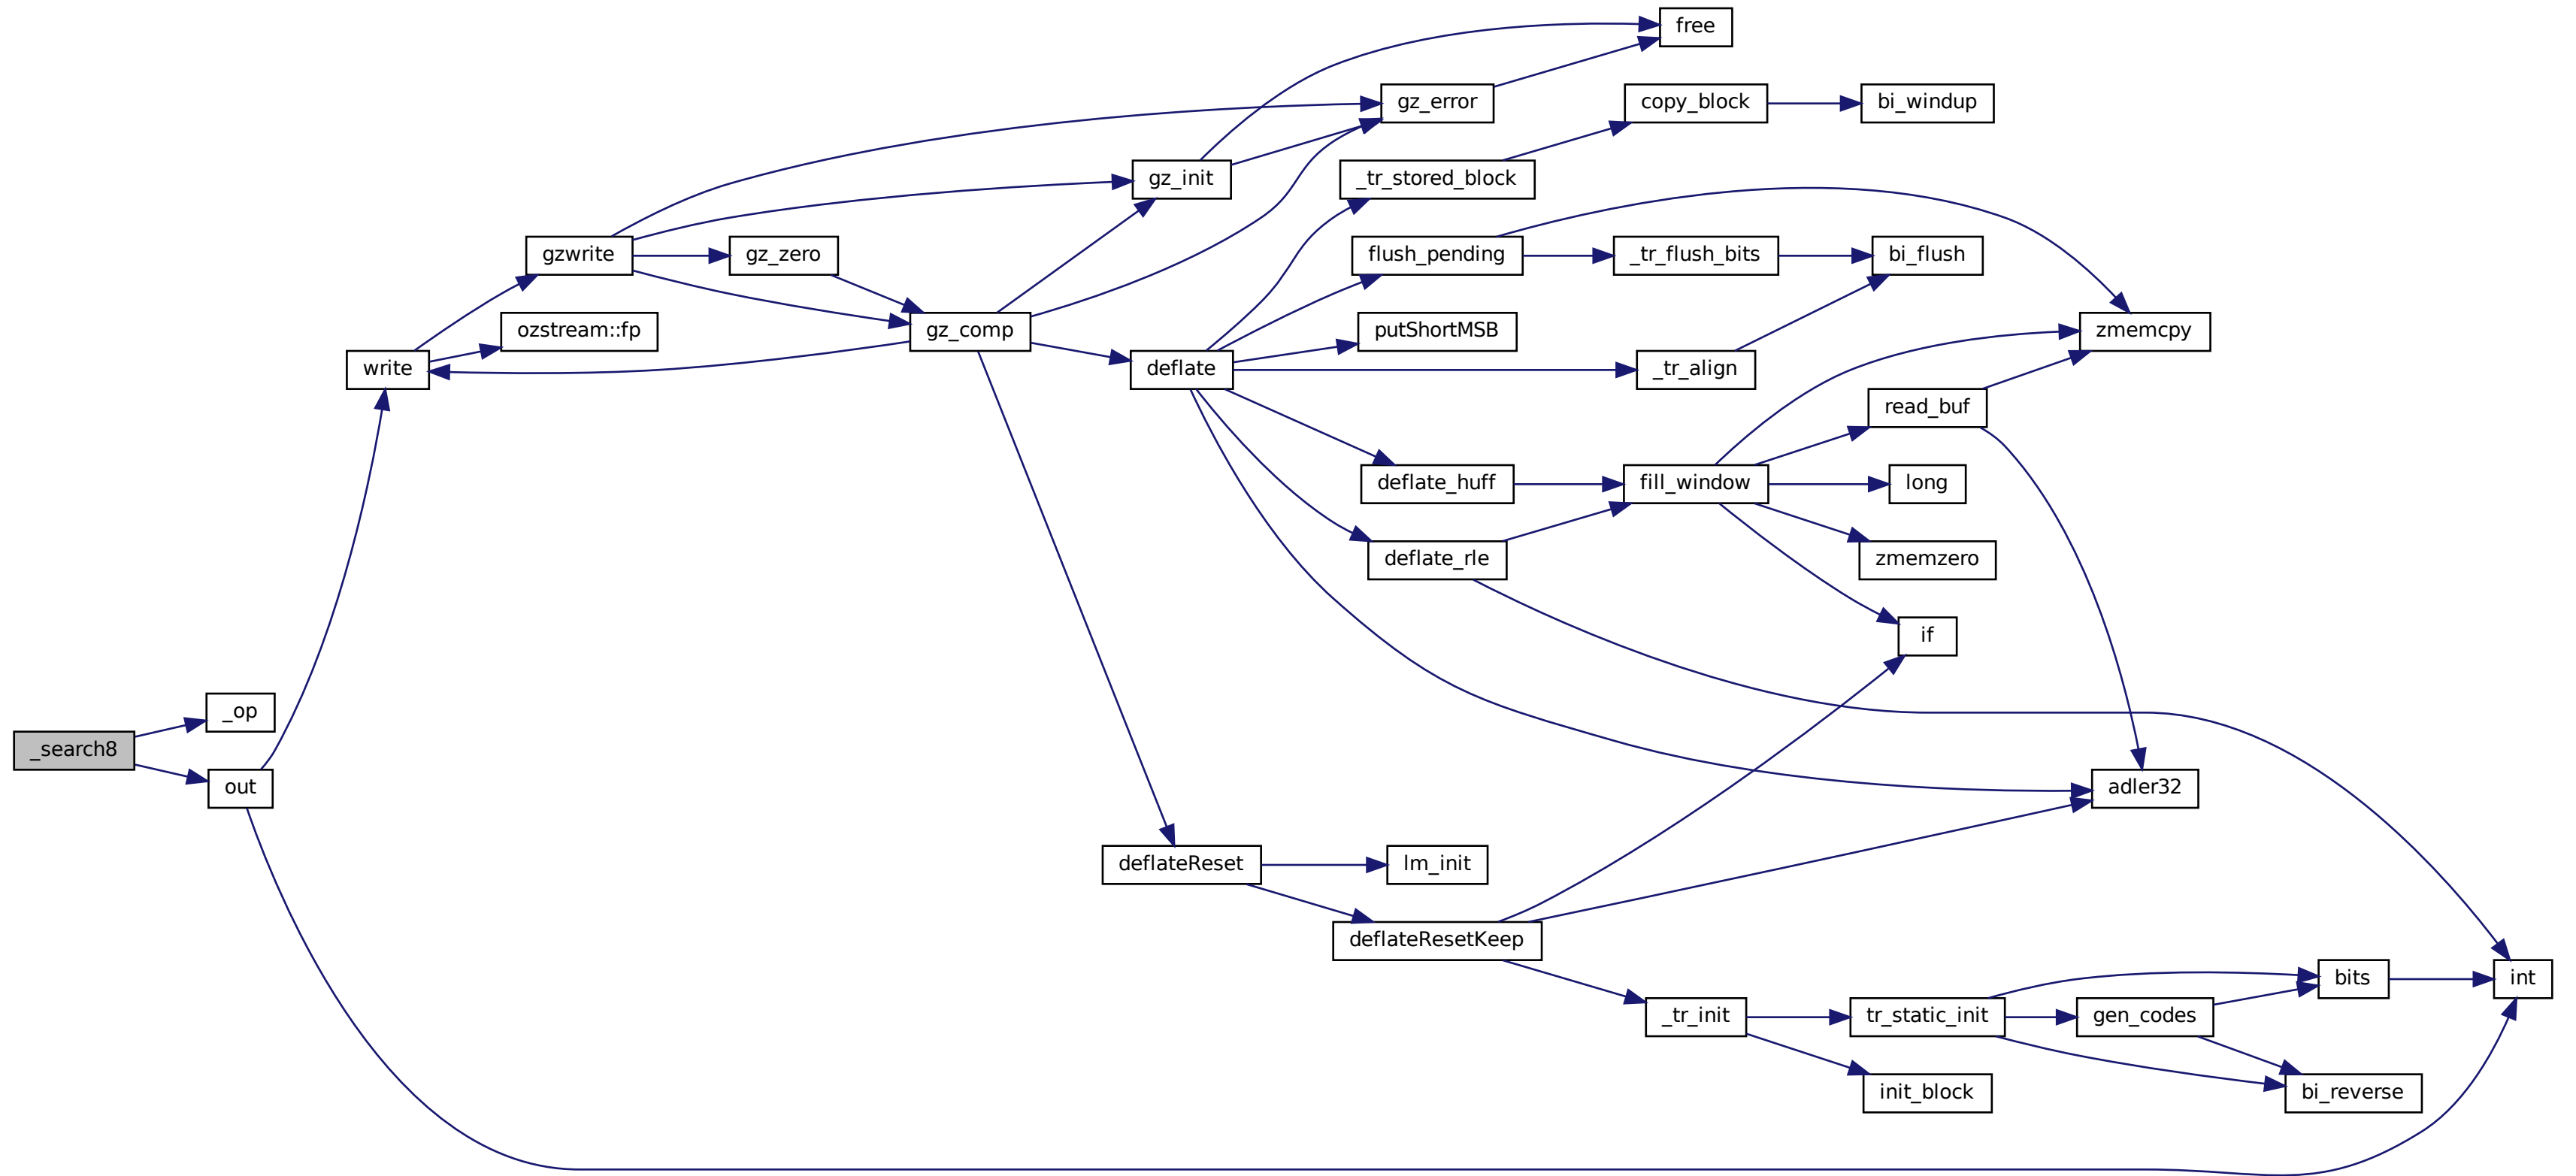 free
gz_error
copy_block
bi_windup
gz_init
_tr_stored_block
gzwrite
gz_zero
flush_pending
_tr_flush_bits
bi_flush
ozstream::fp
gz_comp
putShortMSB
zmemcpy
write
deflate
_tr_align
read_buf
deflate_huff
fill_window
long
deflate_rle
zmemzero
if
_op
_search8
out
adler32
deflateReset
lm_init
deflateResetKeep
bits
int
_tr_init
tr_static_init
gen_codes
init_block
bi_reverse